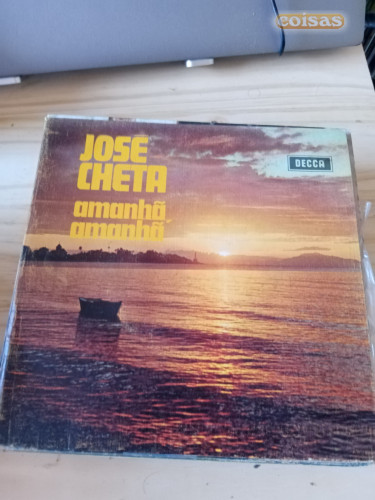 coisas
JOSE
CHETA
DECCA
amanhã
amanhã